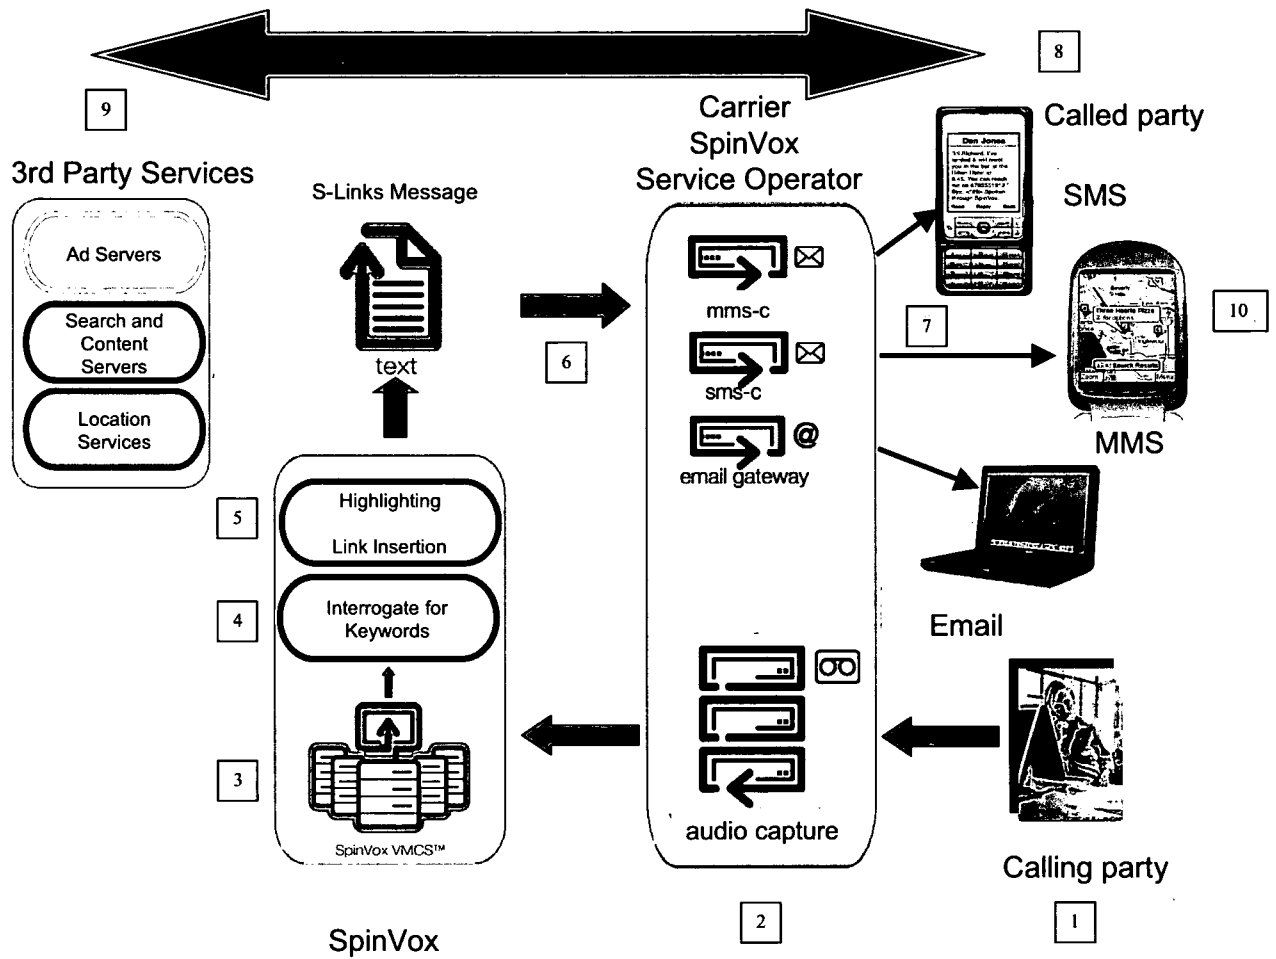 8
9
Carrier
SpinVox
Service Operator
Called party
3rd Party Services
S-Links Message
Dan Jones
SMS
Ad Servers
mms-c
7
10
Search and
Content
Servers
text
6
sms-c
Location
Services
@
email gateway
MMS
5
Highlighting
Link Insertion
4
Interrogate for
Keywords
Email
3
SpinVox VMCS™
audio capture
Calling party
2
1
SpinVox